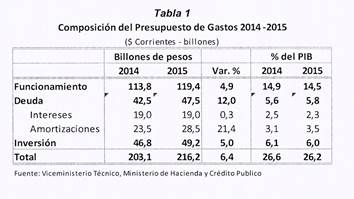 Tabla 1
Composición del Presupuesto de Gastos 2014-2015
($ Corrientes - billones)
Billones de pesos % del PIB
2014 2015 Var. % 2014 2015
Funcionamiento 113,8 119,4 4,9 14,9 14,5
Deuda 42,5 47,5 12,0 5,6 5,8
Intereses 19,0 19,0 0,3 2,5 2,3
Amortizaciones 23,5 28,5 21,4 3,1 3,5
Inversión 46,8 49,2 5,0 6,1 6,0
Total 203,1 216,2 6,4 26,6 26,2
Fuente: Viceministerio Técnico, Ministerio de Hacienda y Crédito Publico